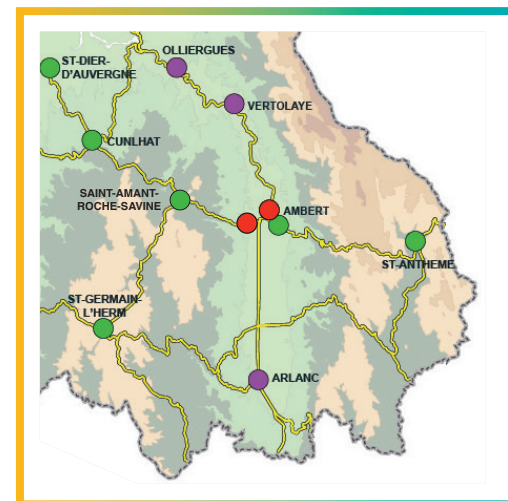 OLLIERGUES
ST-DIER-
D'AUVERGNE
VERTOLAYE
CUNLHAT
SAINT-AMANT-
ROCHE-SAVINE
AMBERT
ST-ANTHEME
ST-GERMAIN-
L'HERM
ARLANC